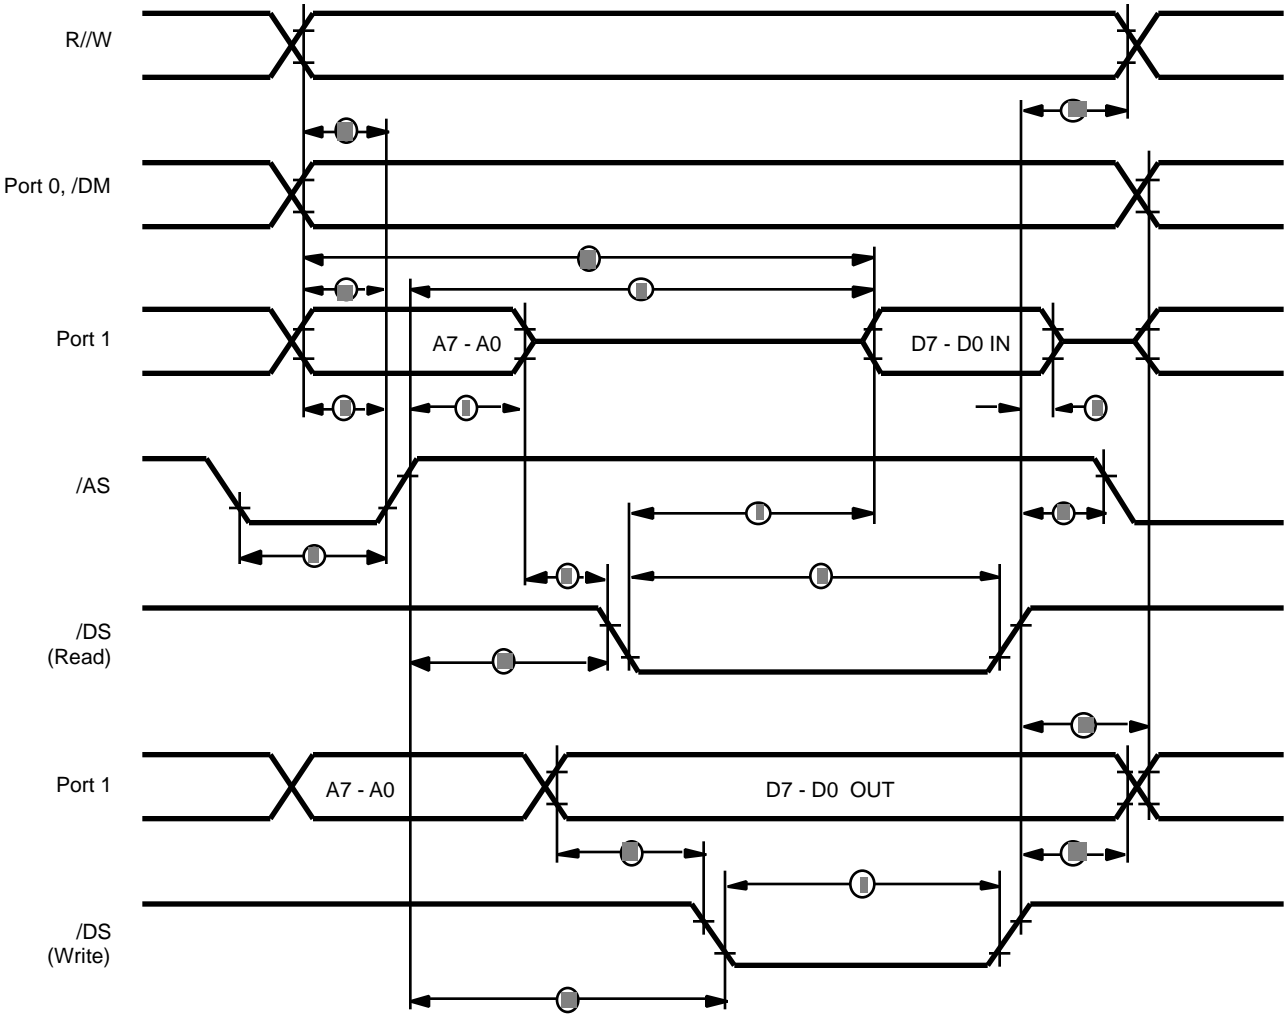 R//W
Port 0, /DM
Port 1
A7 - A0
D7 - D0 IN
/AS
/DS
(Read)
Port 1
A7 - A0
D7 - D0 OUT
/DS
(Write)